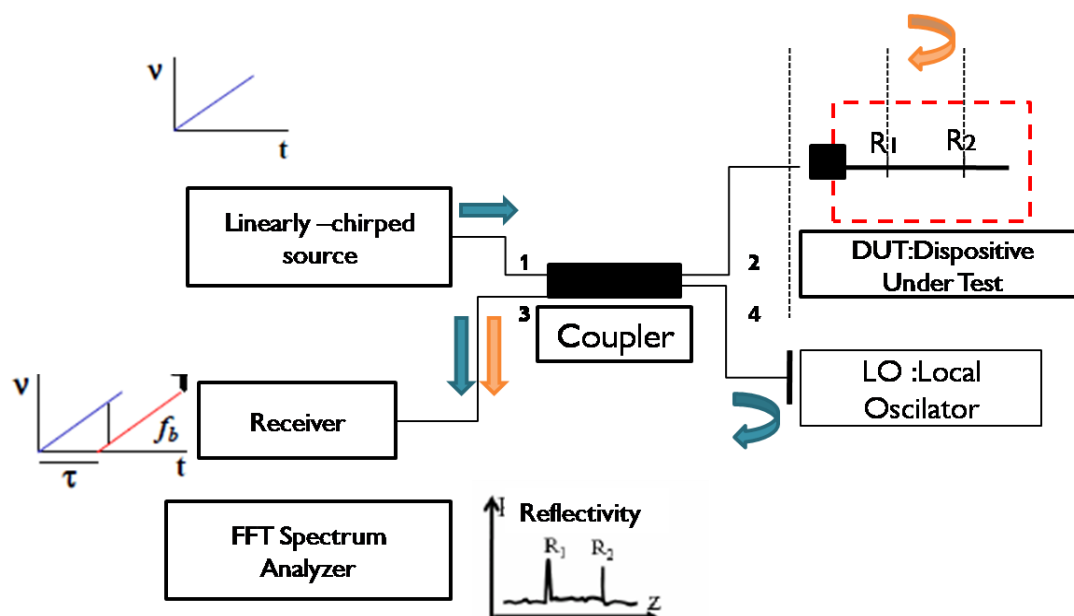 ν
t
R1
R2
Linearly –chirped
source
1
2
DUT:Dispositive
Under Test
3
4
Coupler
LO :Local
Oscilator
ν
fb
t
τ
Receiver
FFT Spectrum
Analyzer
Reflectivity
R1
R2
z